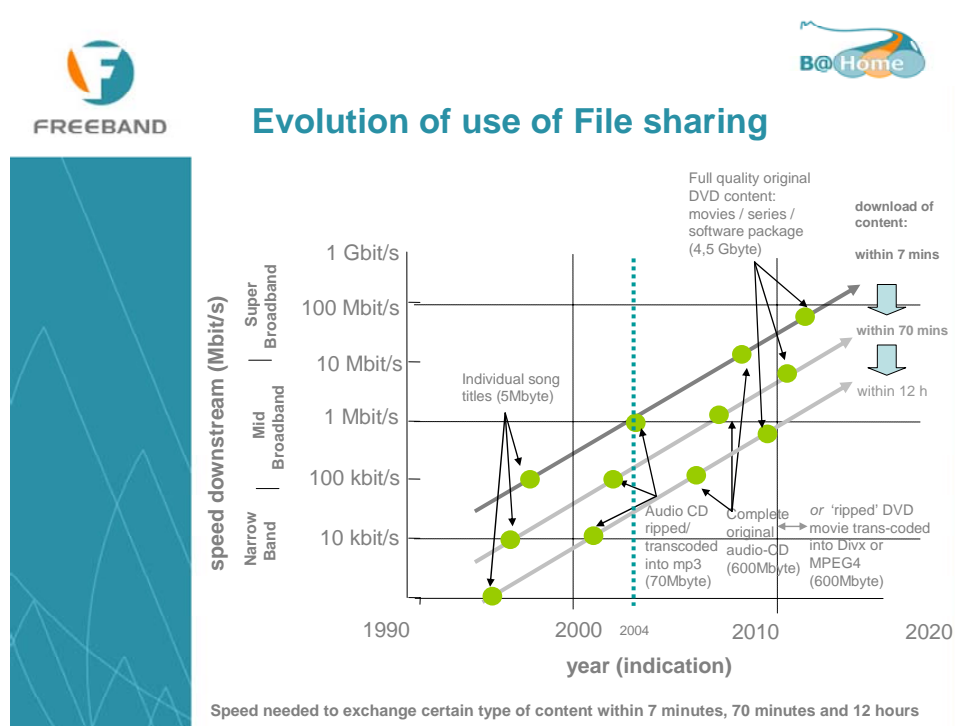 FREEBAND
B@Home
Evolution of use of File sharing
Full quality original
DVD content:
movies / series /
software package
(4,5 Gbyte)
download of
content:
within 7 mins
within 70 mins
within 12 h
speed downstream (Mbit/s)
Super
Broadband
Mid
Broadband
Narrow
Band
1 Gbit/s
100 Mbit/s
10 Mbit/s
1 Mbit/s
100 kbit/s
10 kbit/s
Individual song
titles (5Mbyte)
Audio CD
ripped/
transcoded
into mp3
(70Mbyte)
Complete
original
audio-CD
(600Mbyte)
or 'ripped' DVD
movie trans-coded
into Divx or
MPEG4
(600Mbyte)
1990
2000
2004
2010
2020
year (indication)
Speed needed to exchange certain type of content within 7 minutes, 70 minutes and 12 hours